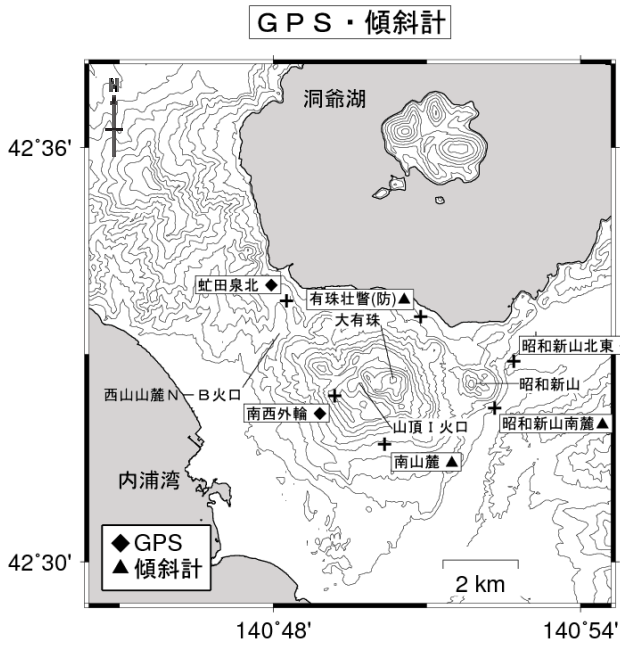 GPS・傾斜計
N
洞爺湖
42˚36'
虻田泉北◆
有珠壮瞥(防)▲
大有珠
昭和新山北東
昭和新山
西山山麓N-B火口
南西外輪◆
山頂I火口
昭和新山南麓▲
南山麓▲
内浦湾
◆GPS
▲傾斜計
42˚30'
2 km
140˚48'
140˚54'